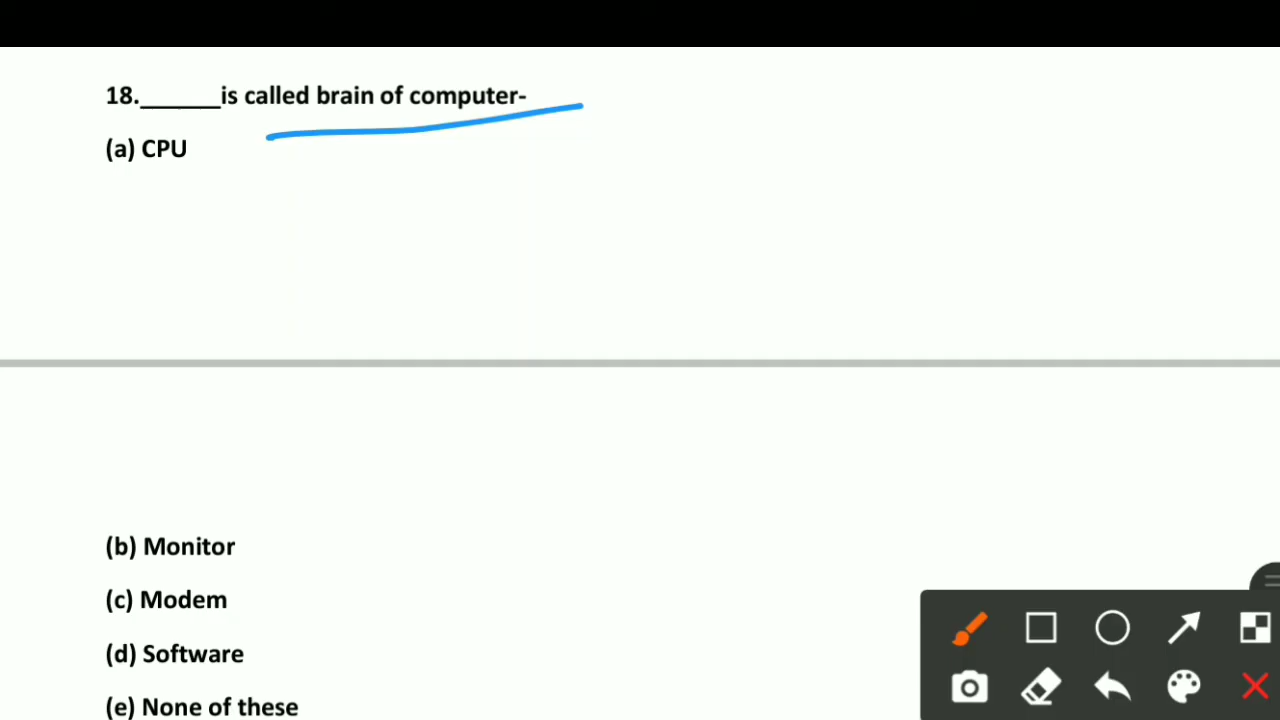 18.______is called brain of computer-
(a) CPU
(b) Monitor
(c) Modem
(d) Software
(e) None of these